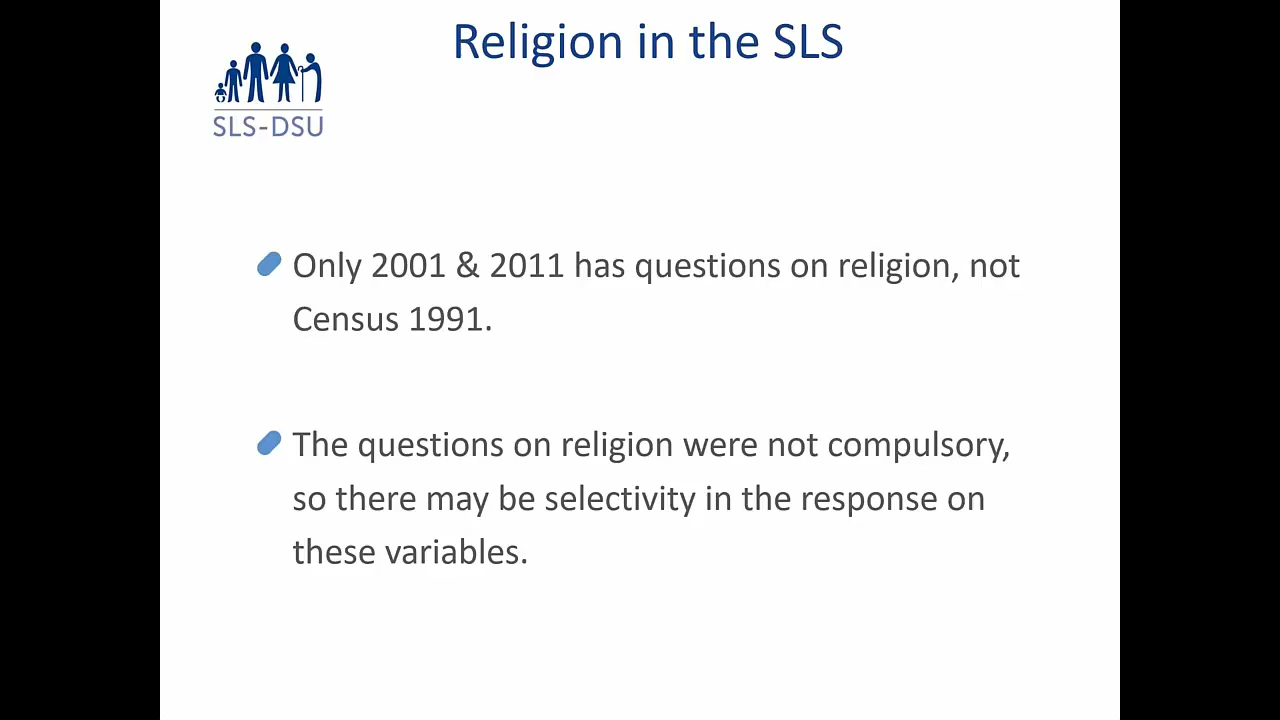 Religion in the SLS
SLS-DSU
Only 2001 & 2011 has questions on religion, not
Census 1991.
The questions on religion were not compulsory,
so there may be selectivity in the response on
these variables.